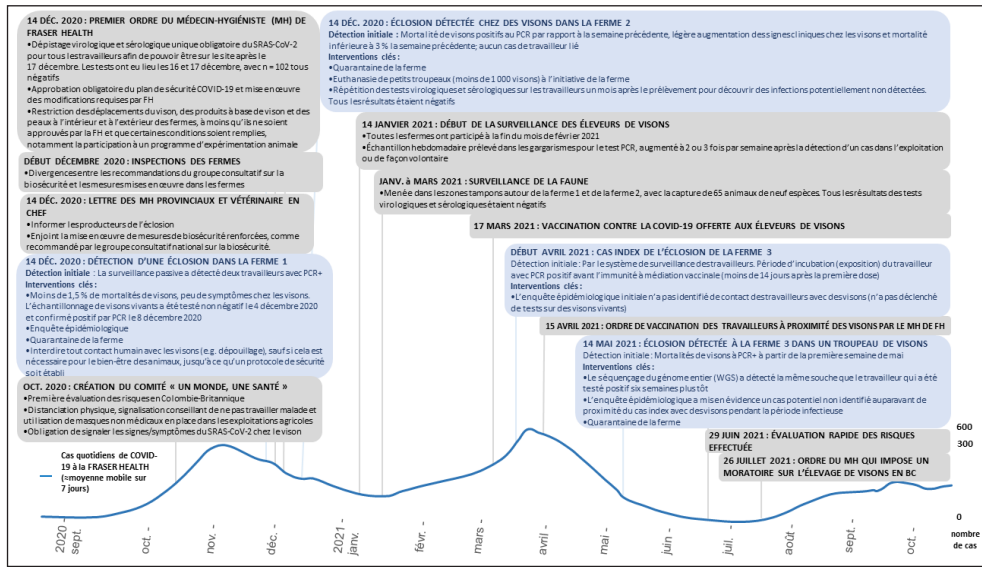 14 DÉC. 2020 : PREMIER ORDRE DU MÉDECIN-HYGIÉNISTE (MH) DE
FRASER HEALTH
•Dépistage virologique et sérologique unique obligatoire du SRAS-CoV-2
pour tous les travailleurs afin de pouvoir être sur le site après le
17 décembre. Les tests ont eu lieu les 16 et 17 décembre, avec n = 102 tous
négatifs
•Approbation obligatoire du plan de sécurité COVID-19 et mise en œuvre
des modifications requises par FH
•Restriction des déplacements du vison, des produits à base de vison et des
peaux à l'intérieur et à l'extérieur des fermes, à moins qu'ils ne soient
approuvés par la FH et que certaines conditions soient remplies,
notamment la participation à un programme d'expérimentation animale
DÉBUT DÉCEMBRE 2020 : INSPECTIONS DES FERMES
•Divergences entre les recommandations du groupe consultatif sur la
biosécurité et les mesures mises en œuvre dans les fermes
14 DÉC. 2020 : LETTRE DES MH PROVINCIAUX ET VÉTÉRINAIRE EN
CHEF
•Informer les producteurs de l'éclosion
•Enjoint la mise en œuvre de mesures de biosécurité renforcées, comme
recommandé par le groupe consultatif national sur la biosécurité.
14 DÉC. 2020 : DÉTECTION D'UNE ÉCLOSION DANS LA FERME 1
Détection initiale : La surveillance passive a détecté deux travailleurs avec PCR+
Interventions clés :
•Moins de 1,5 % de mortalités de visons, peu de symptômes chez les visons.
L'échantillonnage de visons vivants a été testé non négatif le 4 décembre 2020
et confirmé positif par PCR le 8 décembre 2020
•Enquête épidémiologique
•Quarantaine de la ferme
•Interdire tout contact humain avec les visons (e.g. dépouillage), sauf si cela est
nécessaire pour le bien-être des animaux, jusqu'à ce qu'un protocole de sécurité
soit établi
OCT. 2020 : CRÉATION DU COMITÉ « UN MONDE, UNE SANTÉ »
•Première évaluation des risques en Colombie-Britannique
•Distanciation physique, signalisation conseillant de ne pas travailler malade et
utilisation de masques non médicaux en place dans les exploitations agricoles
•Obligation de signaler les signes/symptômes du SRAS-CoV-2 chez le vison
14 DÉC. 2020 : ÉCLOSION DÉTECTÉE CHEZ DES VISONS DANS LA FERME 2
Détection initiale : Mortalité de visons positifs au PCR par rapport à la semaine précédente, légère augmentation des signes cliniques chez les visons et mortalité
inférieure à 3 % la semaine précédente; aucun cas de travailleur lié
Interventions clés :
•Quarantaine de la ferme
•Euthanasie de petits troupeaux (moins de 1 000 visons) à l'initiative de la ferme
•Répétition des tests virologiques et sérologiques sur les travailleurs un mois après le prélèvement pour découvrir des infections potentiellement non détectées.
Tous les résultats étaient négatifs
14 JANVIER 2021 : DÉBUT DE LA SURVEILLANCE DES ÉLEVEURS DE VISONS
•Toutes les fermes ont participé à la fin du mois de février 2021
•Échantillon hebdomadaire prélevé dans les gargarismes pour le test PCR, augmenté à 2 ou 3 fois par semaine après la détection d'un cas dans l'exploitation
ou de façon volontaire
JANV. à MARS 2021 : SURVEILLANCE DE LA FAUNE
•Menée dans les zones tampons autour de la ferme 1 et de la ferme 2, avec la capture de 65 animaux de neuf espèces. Tous les résultats des tests
virologiques et sérologiques étaient négatifs
17 MARS 2021 : VACCINATION CONTRE LA COVID-19 OFFERTE AUX ÉLEVEURS DE VISONS
DÉBUT AVRIL 2021 : CAS INDEX DE L'ÉCLOSION DE LA FERME 3
Détection initiale : Par le système de surveillance des travailleurs. Période d'incubation (exposition) du travailleur
avec PCR positif avant l'immunité à médiation vaccinale (moins de 14 jours après la première dose)
Interventions clés :
•L'enquête épidémiologique initiale n'a pas identifié de contact des travailleurs avec des visons (n'a pas déclenché
de tests sur des visons vivants)
15 AVRIL 2021 : ORDRE DE VACCINATION DES TRAVAILLEURS À PROXIMITÉ DES VISONS PAR LE MH DE FH
14 MAI 2021 : ÉCLOSION DÉTECTÉE À LA FERME 3 DANS UN TROUPEAU DE VISONS
Détection initiale : Mortalités de visons à PCR+ à partir de la première semaine de mai
Interventions clés :
•Le séquençage du génome entier (WGS) a détecté la même souche que le travailleur qui a été
testé positif six semaines plus tôt
•L'enquête épidémiologique a mis en évidence un cas potentiel non identifié auparavant de
proximité du cas index avec des visons pendant la période infectieuse
•Quarantaine de la ferme
29 JUIN 2021 : ÉVALUATION RAPIDE DES RISQUES
EFFECTUÉE
26 JUILLET 2021 : ORDRE DU MH QUI IMPOSE UN
MORATOIRE SUR L'ÉLEVAGE DE VISONS EN BC
Cas quotidiens de COVID-
19 à la FRASER HEALTH
(≈moyenne mobile sur
7 jours)
600
300
0
nombre
de cas
2020
sept.
oct.
nov.
déc.
2021
janv.
févr.
mars
avril
mai
juin
juil.
août
sept.
oct.